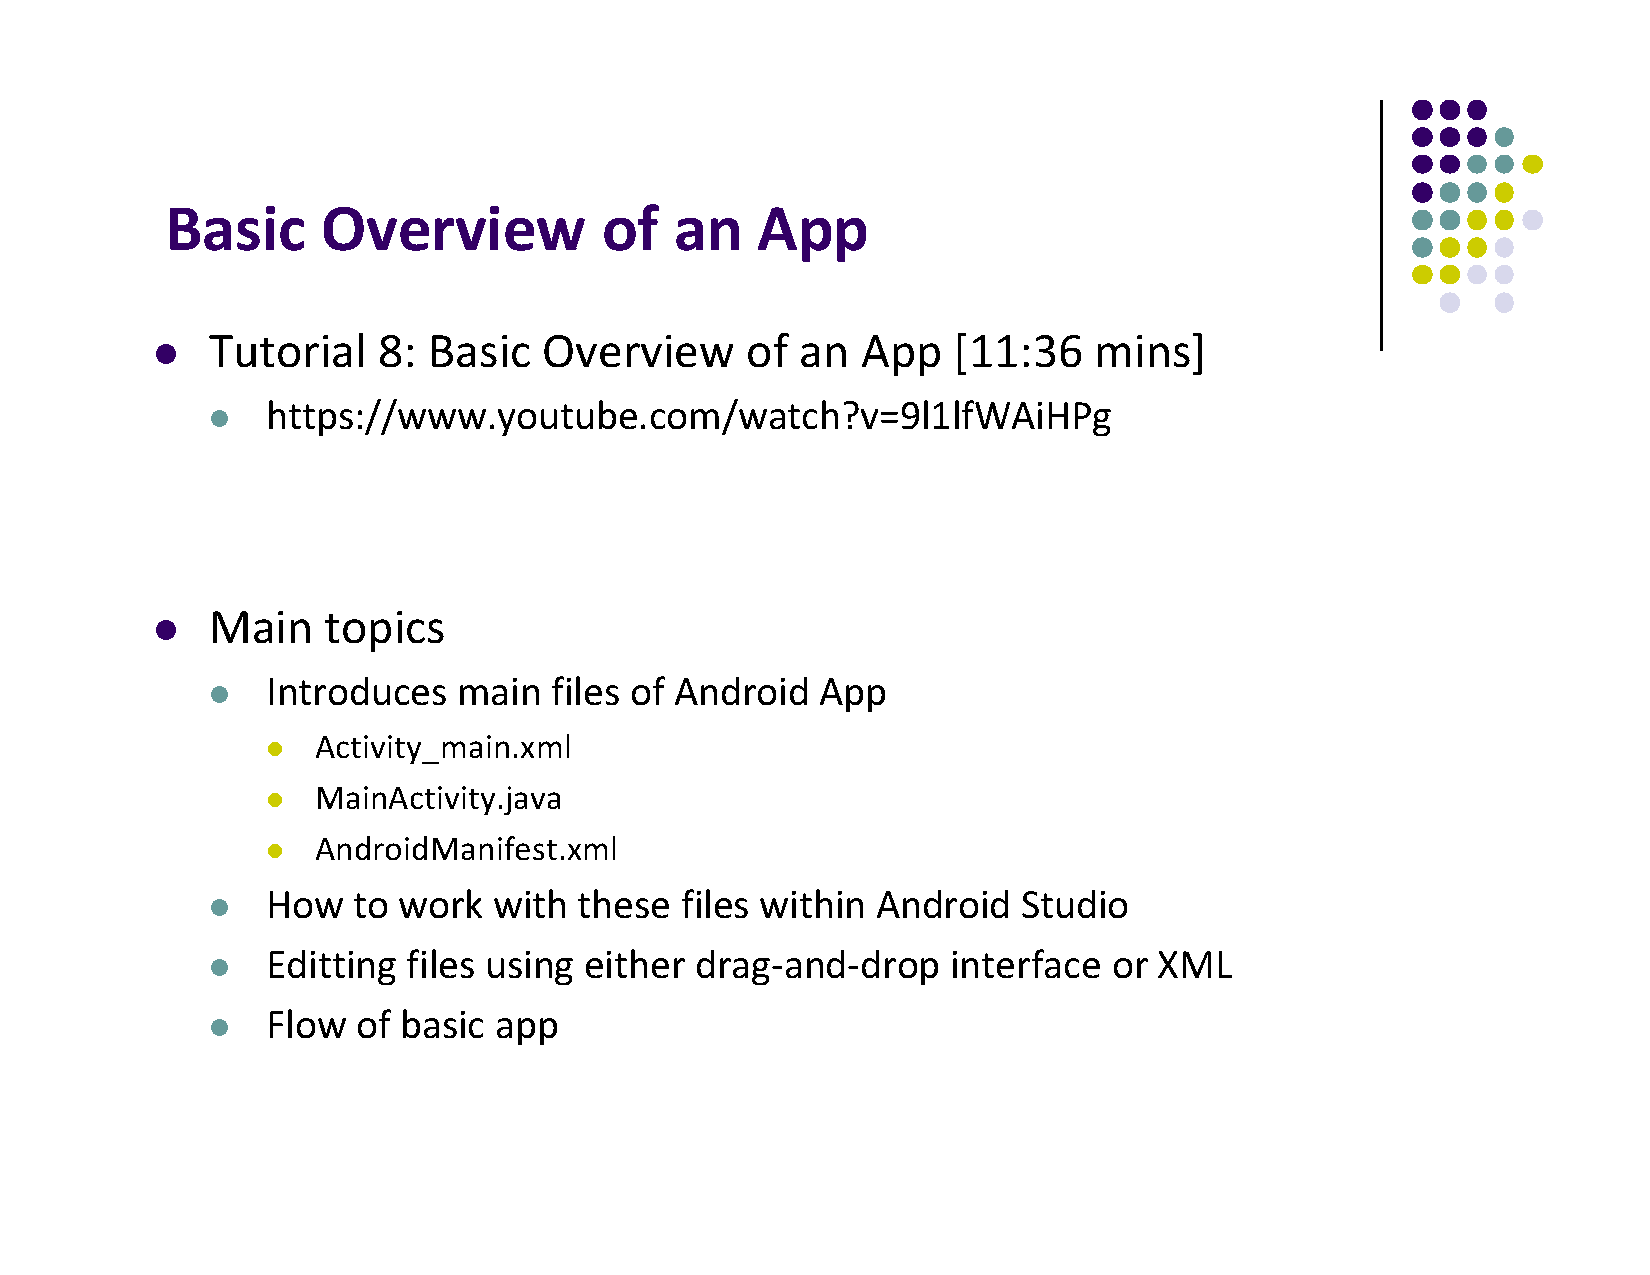 Basic Overview of an App
Tutorial 8: Basic Overview of an App [11:36 mins]
https://www.youtube.com/watch?v=9l1lfWAiHPg
Main topics
Introduces main files of Android App
Activity_main.xml
MainActivity.java
AndroidManifest.xml
How to work with these files within Android Studio
Editting files using either drag-and-drop interface or XML
Flow of basic app